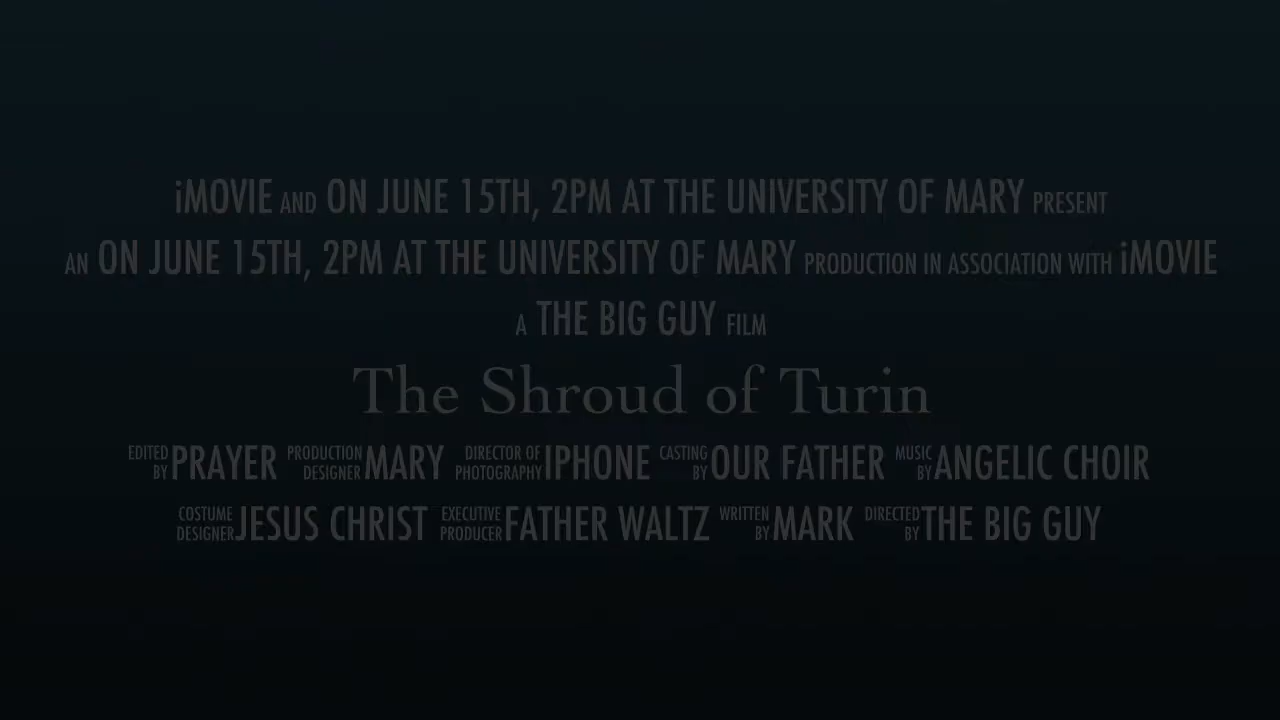 iMOVIE AND ON JUNE 15TH, 2PM AT THE UNIVERSITY OF MARY PRESENT
AN ON JUNE 15TH, 2PM AT THE UNIVERSITY OF MARY PRODUCTION IN ASSOCIATION WITH iMOVIE
A THE BIG GUY FILM
The Shroud of Turin
EDITED BY PRAYER PRODUCTION DESIGNER MARY DIRECTOR OF PHOTOGRAPHY IPHONE CASTING BY OUR FATHER MUSIC BY ANGELIC CHOIR
COSTUME DESIGNER JESUS CHRIST EXECUTIVE PRODUCER FATHER WALTZ WRITTEN BY MARK DIRECTED BY THE BIG GUY